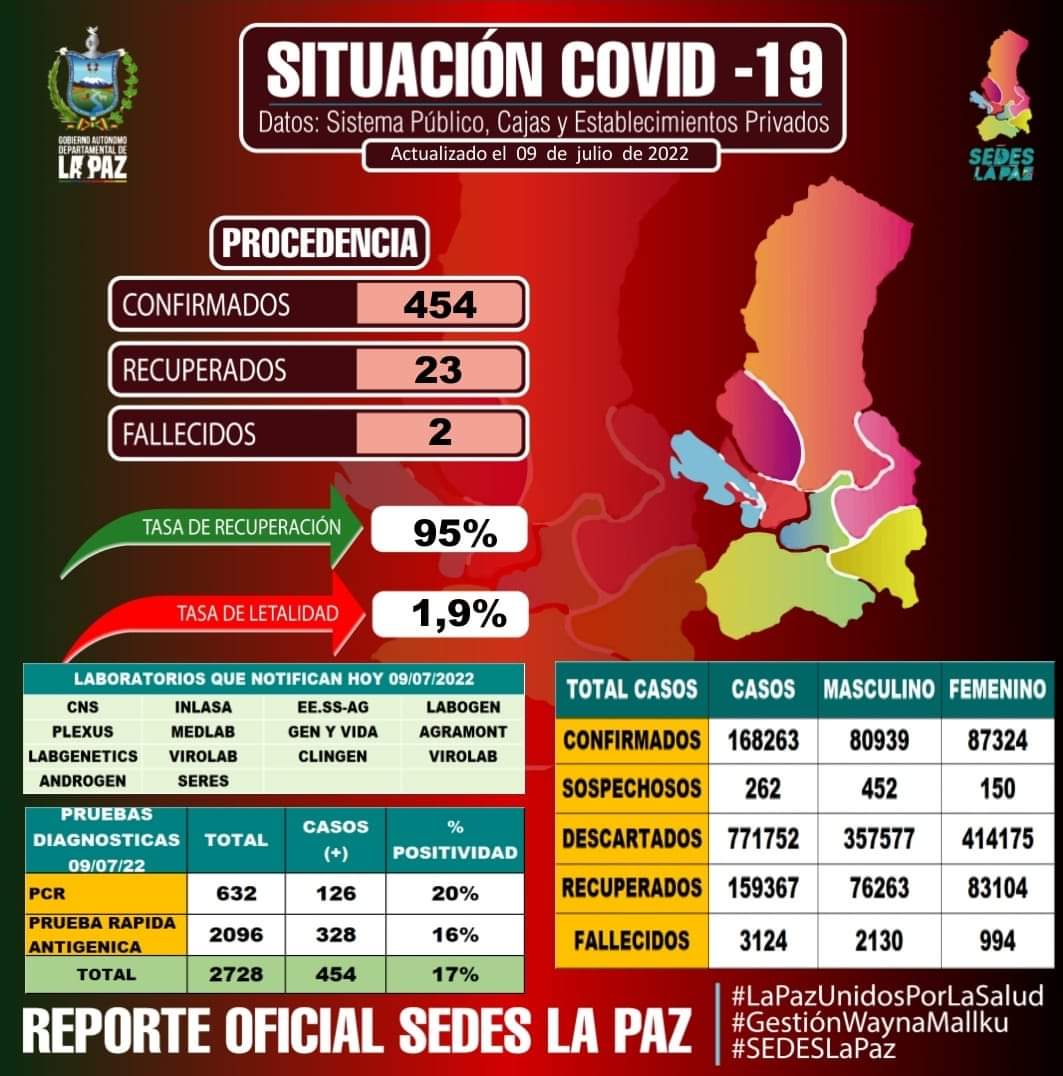 GOBIERNO AUTÓNOMO
DEPARTAMENTAL DE
LA PAZ
SITUACIÓN COVID -19
Datos: Sistema Público, Cajas y Establecimientos Privados
Actualizado el 09 de julio de 2022
SEDES
LA PAZ
PROCEDENCIA
CONFIRMADOS 454
RECUPERADOS 23
FALLECIDOS 2
TASA DE RECUPERACIÓN 95%
TASA DE LETALIDAD 1,9%
LABORATORIOS QUE NOTIFICAN HOY 09/07/2022
CNS INLASA EE.SS-AG LABOGEN
PLEXUS MEDLAB GEN Y VIDA AGRAMONT
LABGENETICS VIROLAB CLINGEN VIROLAB
ANDROGEN SERES
PRUEBAS
DIAGNOSTICAS
09/07/22
TOTAL
CASOS
(+)
%
POSITIVIDAD
PCR 632 126 20%
PRUEBA RAPIDA
ANTIGENICA
2096 328 16%
TOTAL 2728 454 17%
TOTAL CASOS CASOS MASCULINO FEMENINO
CONFIRMADOS 168263 80939 87324
SOSPECHOSOS 262 452 150
DESCARTADOS 771752 357577 414175
RECUPERADOS 159367 76263 83104
FALLECIDOS 3124 2130 994
REPORTE OFICIAL SEDES LA PAZ
#LaPazUnidosPorLaSalud
#GestiónWaynaMallku
#SEDESLaPaz